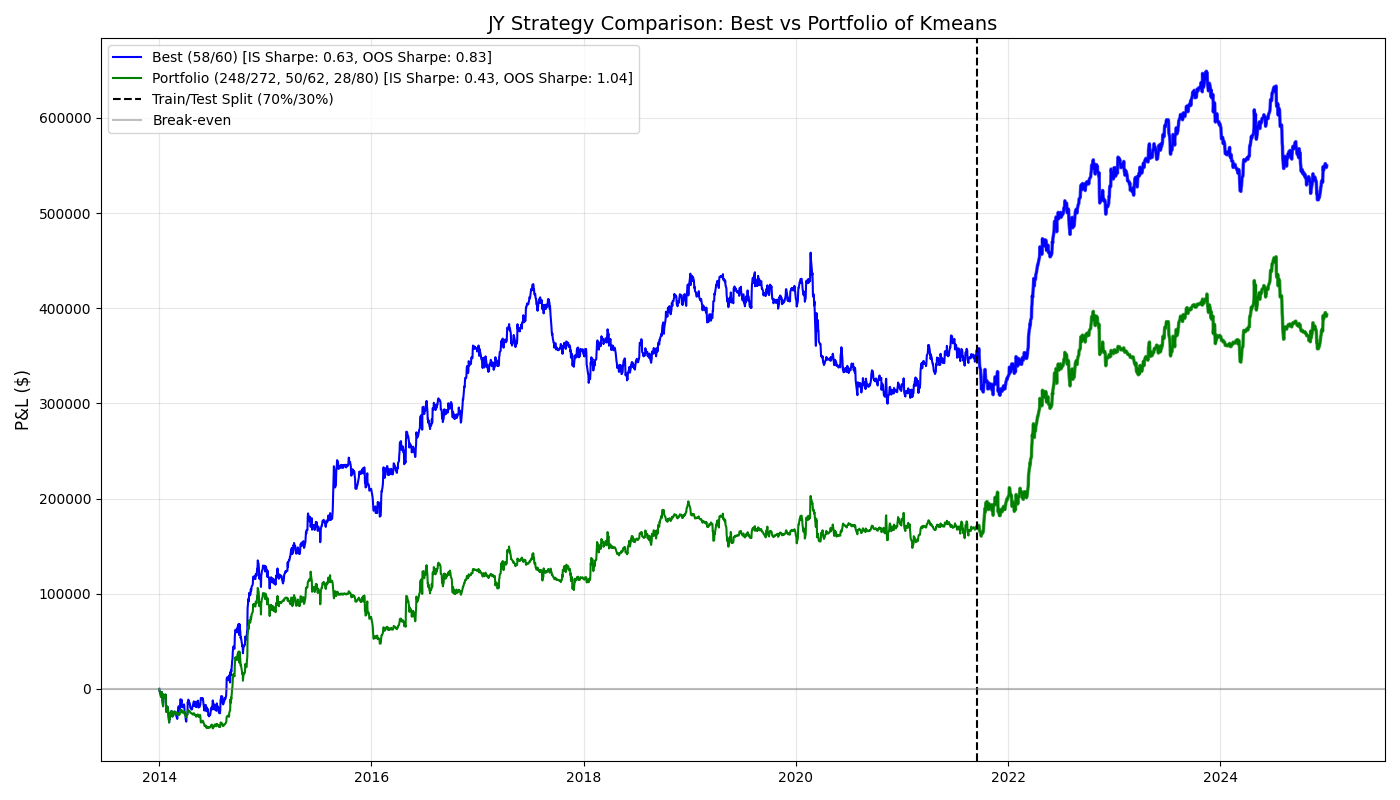 JY Strategy Comparison: Best vs Portfolio of Kmeans
Best (58/60) [IS Sharpe: 0.63, OOS Sharpe: 0.83]
Portfolio (248/272, 50/62, 28/80) [IS Sharpe: 0.43, OOS Sharpe: 1.04]
Train/Test Split (70%/30%)
Break-even
P&L ($)
600000
500000
400000
300000
200000
100000
0
2014 2016 2018 2020 2022 2024